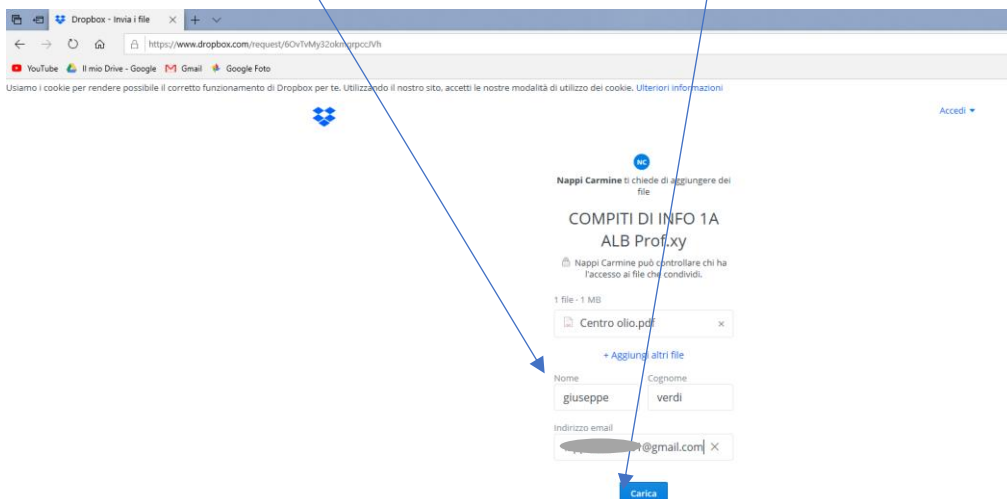 Dropbox - Invia i file
https://www.dropbox.com/request/6OvTvMy32okmqrpccJVh
YouTube Il mio Drive - Google Gmail Google Foto
Usiamo i cookie per rendere possibile il corretto funzionamento di Dropbox per te. Utilizzando il nostro sito, accetti le nostre modalità di utilizzo dei cookie. Ulteriori informazioni
Accedi
NC
Nappi Carmine ti chiede di aggiungere dei
file
COMPITI DI INFO 1A
ALB Prof.xy
Nappi Carmine può controllare chi ha
l'accesso ai file che condividi.
1 file - 1 MB
Centro olio.pdf
+ Aggiungi altri file
Nome Cognome
giuseppe verdi
Indirizzo email
@gmail.com
Carica